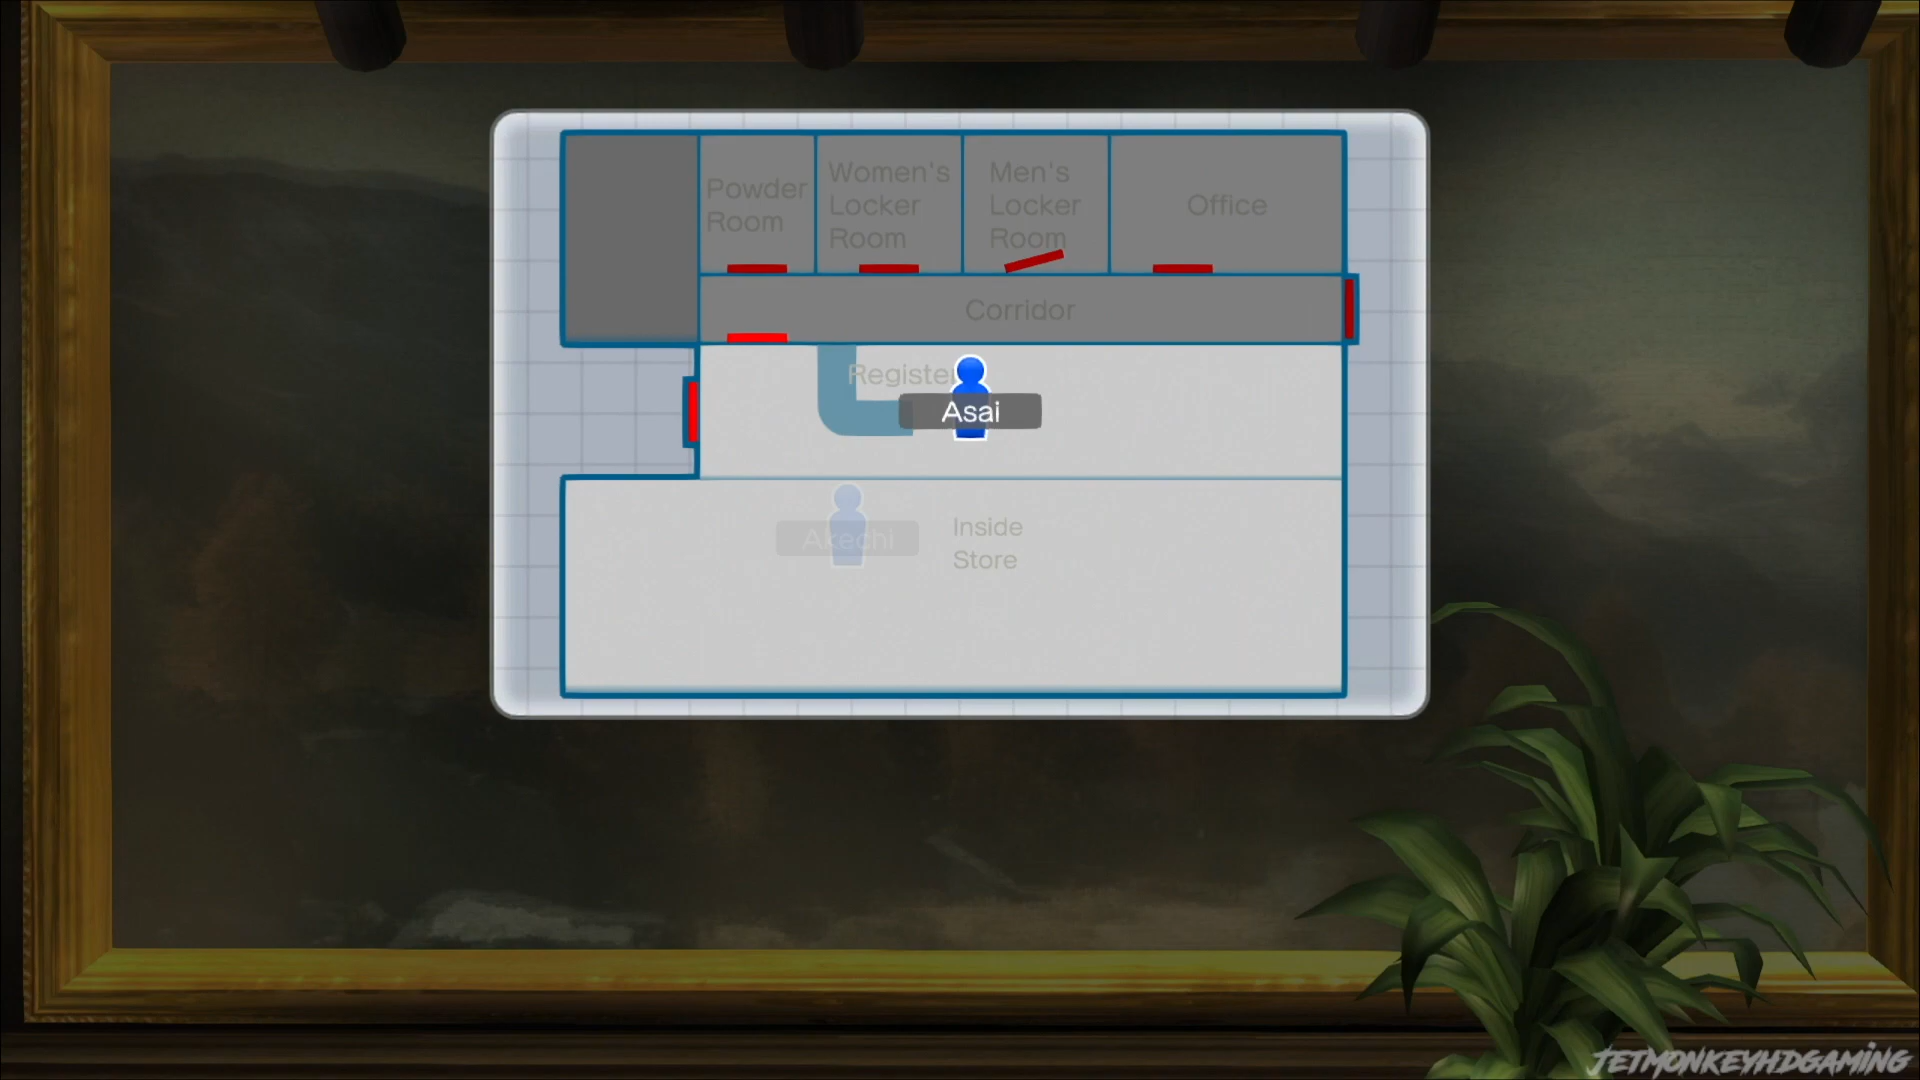 Powder
Room
Women's
Locker
Room
Men's
Locker
Room
Office
Corridor
Register
Asai
Akechi
Inside
Store
JETMONKEYHDGAMING